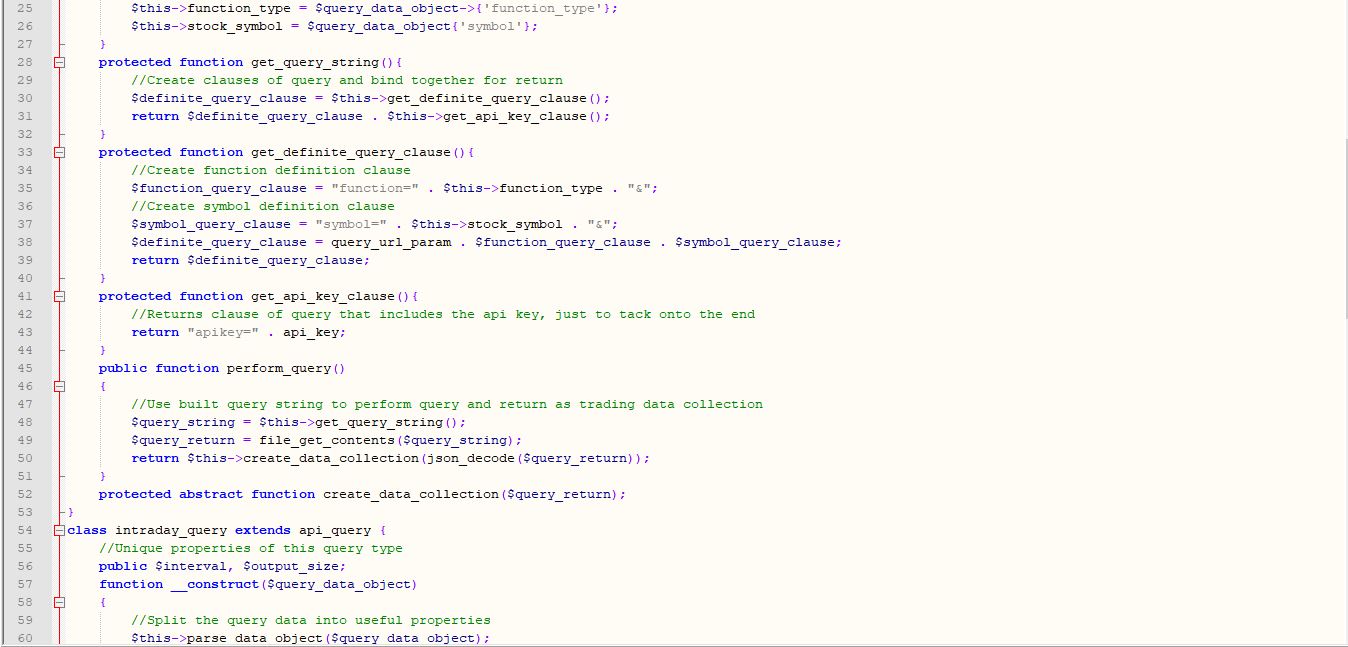 25 $this->function_type = $query_data_object->{'function_type'};
26 $this->stock_symbol = $query_data_object{'symbol'};
27 }
28 protected function get_query_string(){
29 //Create clauses of query and bind together for return
30 $definite_query_clause = $this->get_definite_query_clause();
31 return $definite_query_clause . $this->get_api_key_clause();
32 }
33 protected function get_definite_query_clause(){
34 //Create function definition clause
35 $function_query_clause = "function=" . $this->function_type . "&";
36 //Create symbol definition clause
37 $symbol_query_clause = "symbol=" . $this->stock_symbol . "&";
38 $definite_query_clause = query_url_param . $function_query_clause . $symbol_query_clause;
39 return $definite_query_clause;
40 }
41 protected function get_api_key_clause(){
42 //Returns clause of query that includes the api key, just to tack onto the end
43 return "apikey=" . api_key;
44 }
45 public function perform_query()
46 {
47 //Use built query string to perform query and return as trading data collection
48 $query_string = $this->get_query_string();
49 $query_return = file_get_contents($query_string);
50 return $this->create_data_collection(json_decode($query_return));
51 }
52 protected abstract function create_data_collection($query_return);
53 }
54 class intraday_query extends api_query {
55 //Unique properties of this query type
56 public $interval, $output_size;
57 function __construct($query_data_object)
58 {
59 //Split the query data into useful properties
60 $this->parse_data_object($query_data_object);